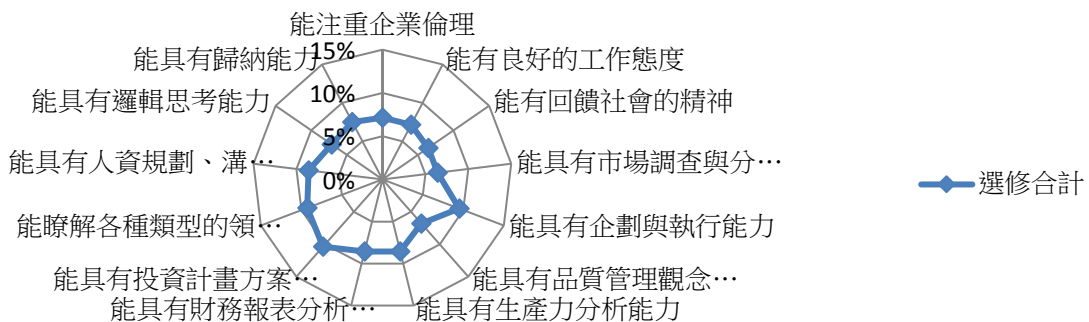 能注重企業倫理
15%
能具有歸納能力
能有良好的工作態度
10%
能具有邏輯思考能力
能有回饋社會的精神
5%
能具有人資規劃、溝…
能具有市場調查與分…
0%
選修合計
能瞭解各種類型的領…
能具有企劃與執行能力
能具有投資計畫方案…
能具有品質管理觀念…
能具有財務報表分析…
能具有生產力分析能力